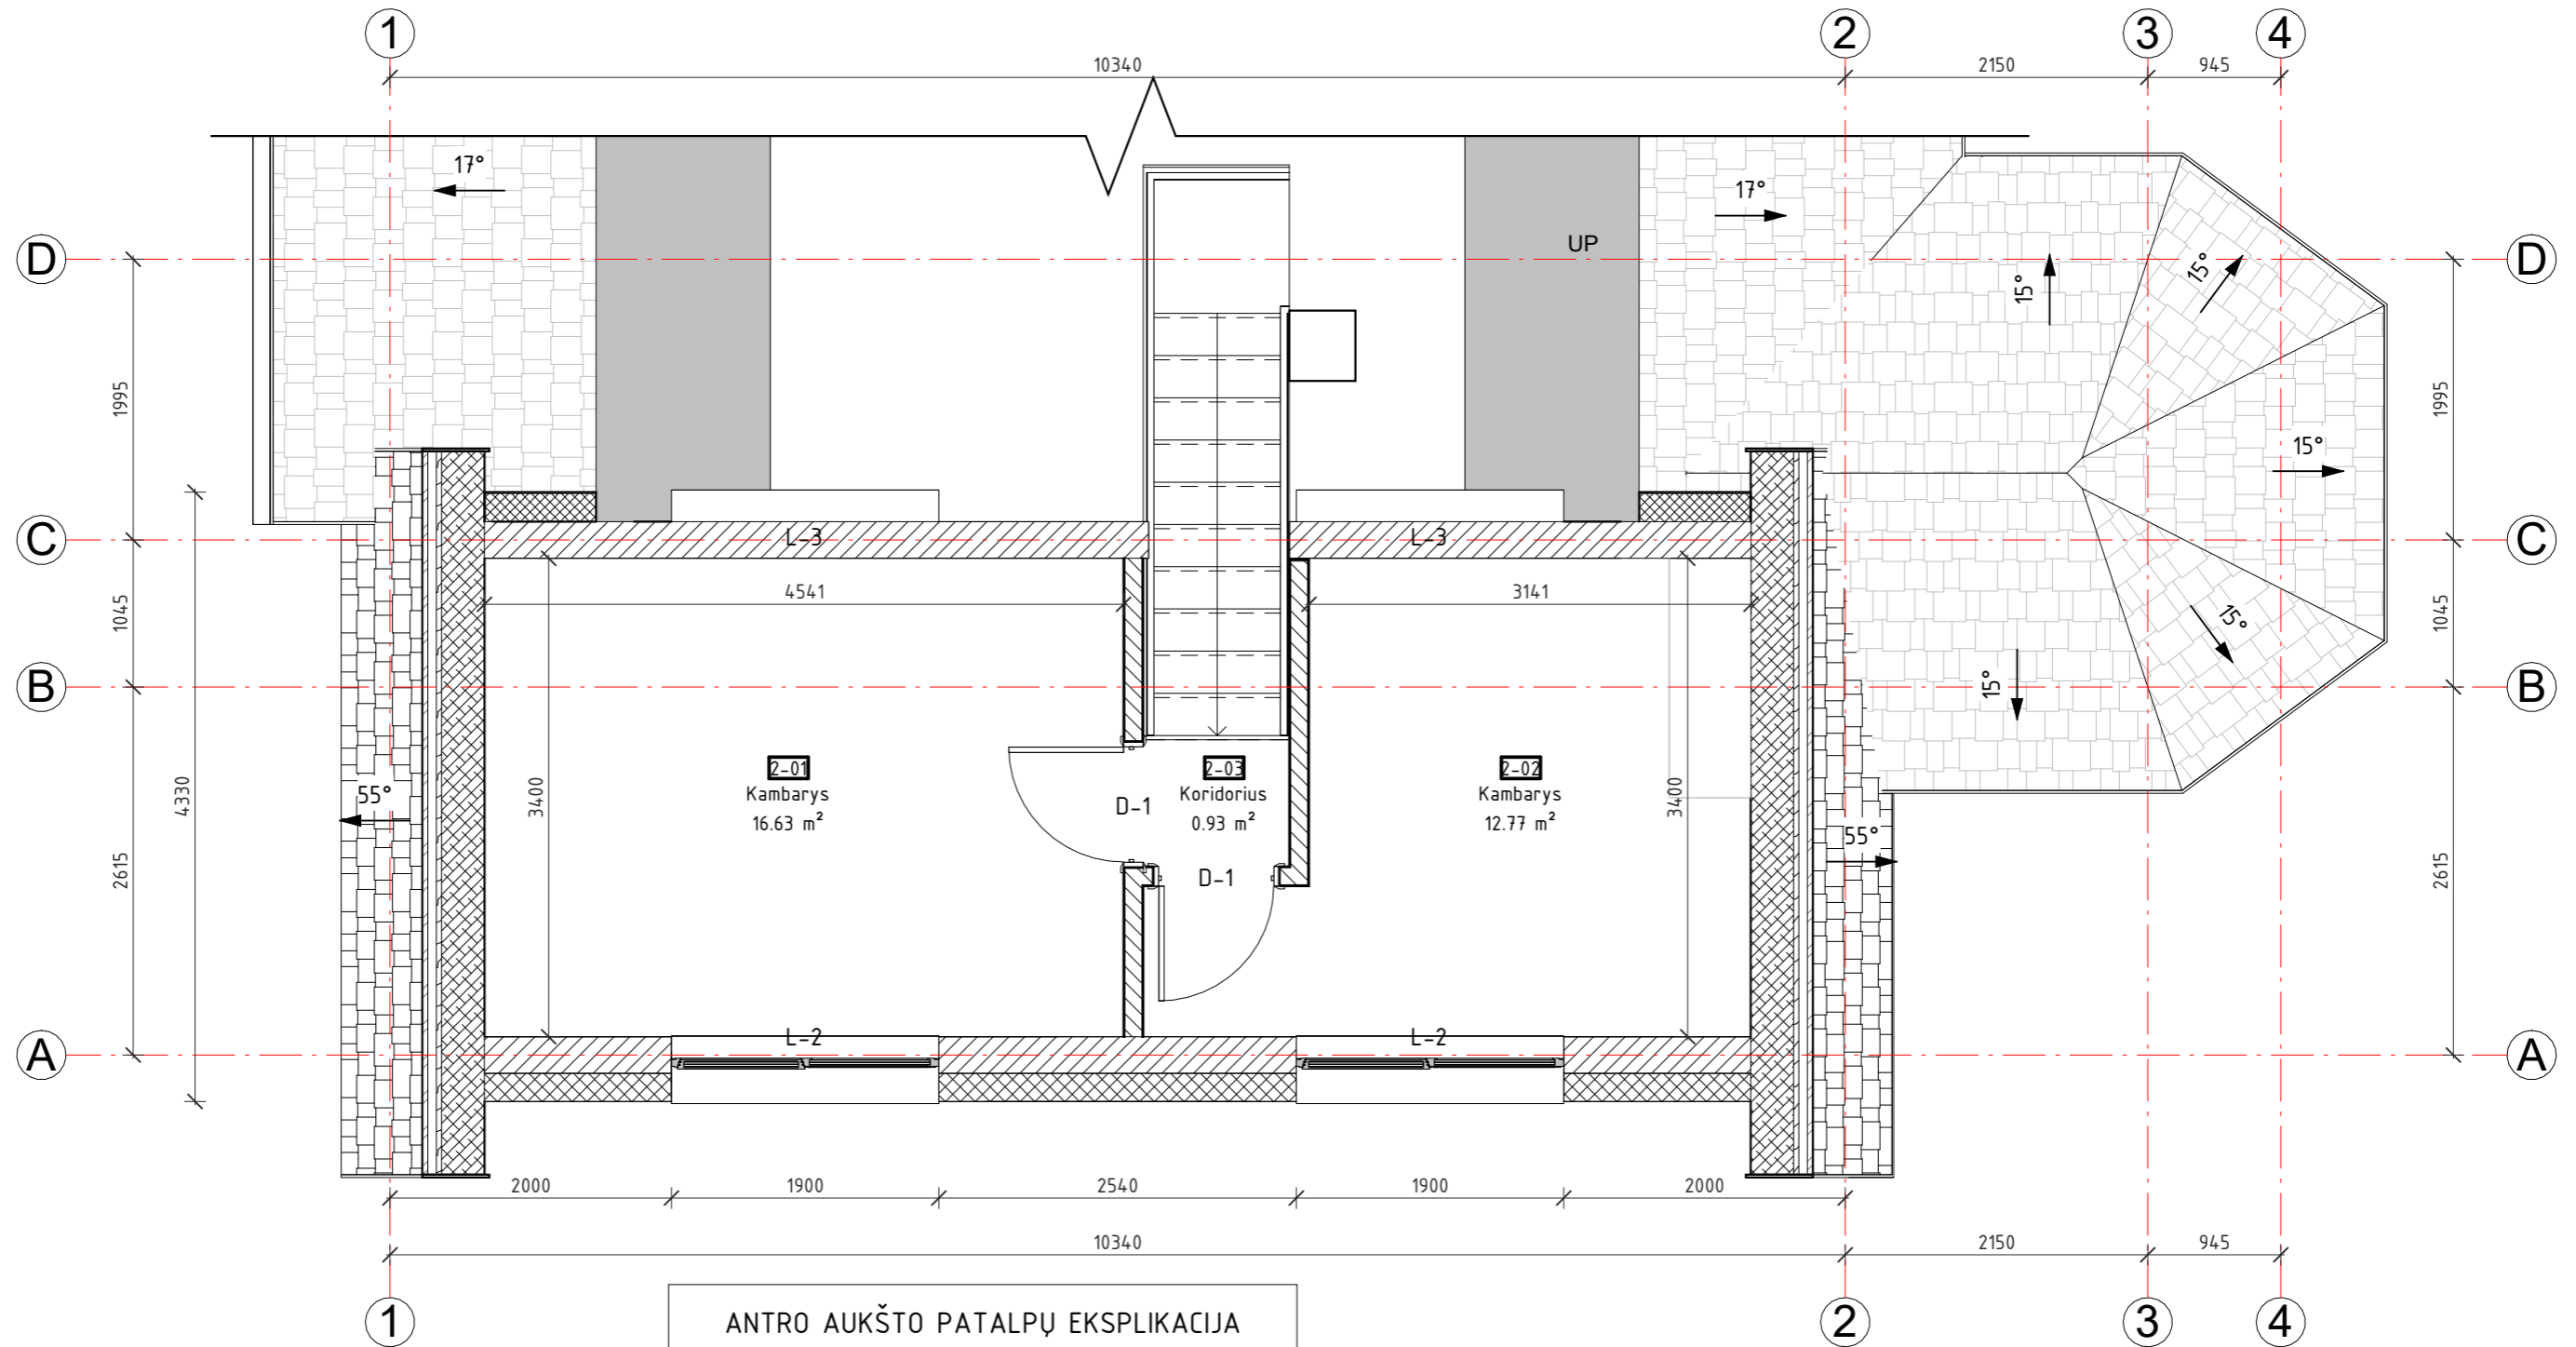 1
2
3
4
10340
2150
945
17°
17°
UP
D
D
15°
15°
1995
1995
15°
C
L-3
L-3
C
4541
3141
1045
1045
15°
B
B
15°
2-01
Kambarys
16.63 m²
2-03
Koridorius
0.93 m²
2-02
Kambarys
12.77 m²
4330
55°
3400
D-1
3400
55°
2615
2615
D-1
L-2
L-2
A
A
2000
1900
2540
1900
2000
10340
2150
945
1
ANTRO AUKŠTO PATALPŲ EKSPLIKACIJA
2
3
4